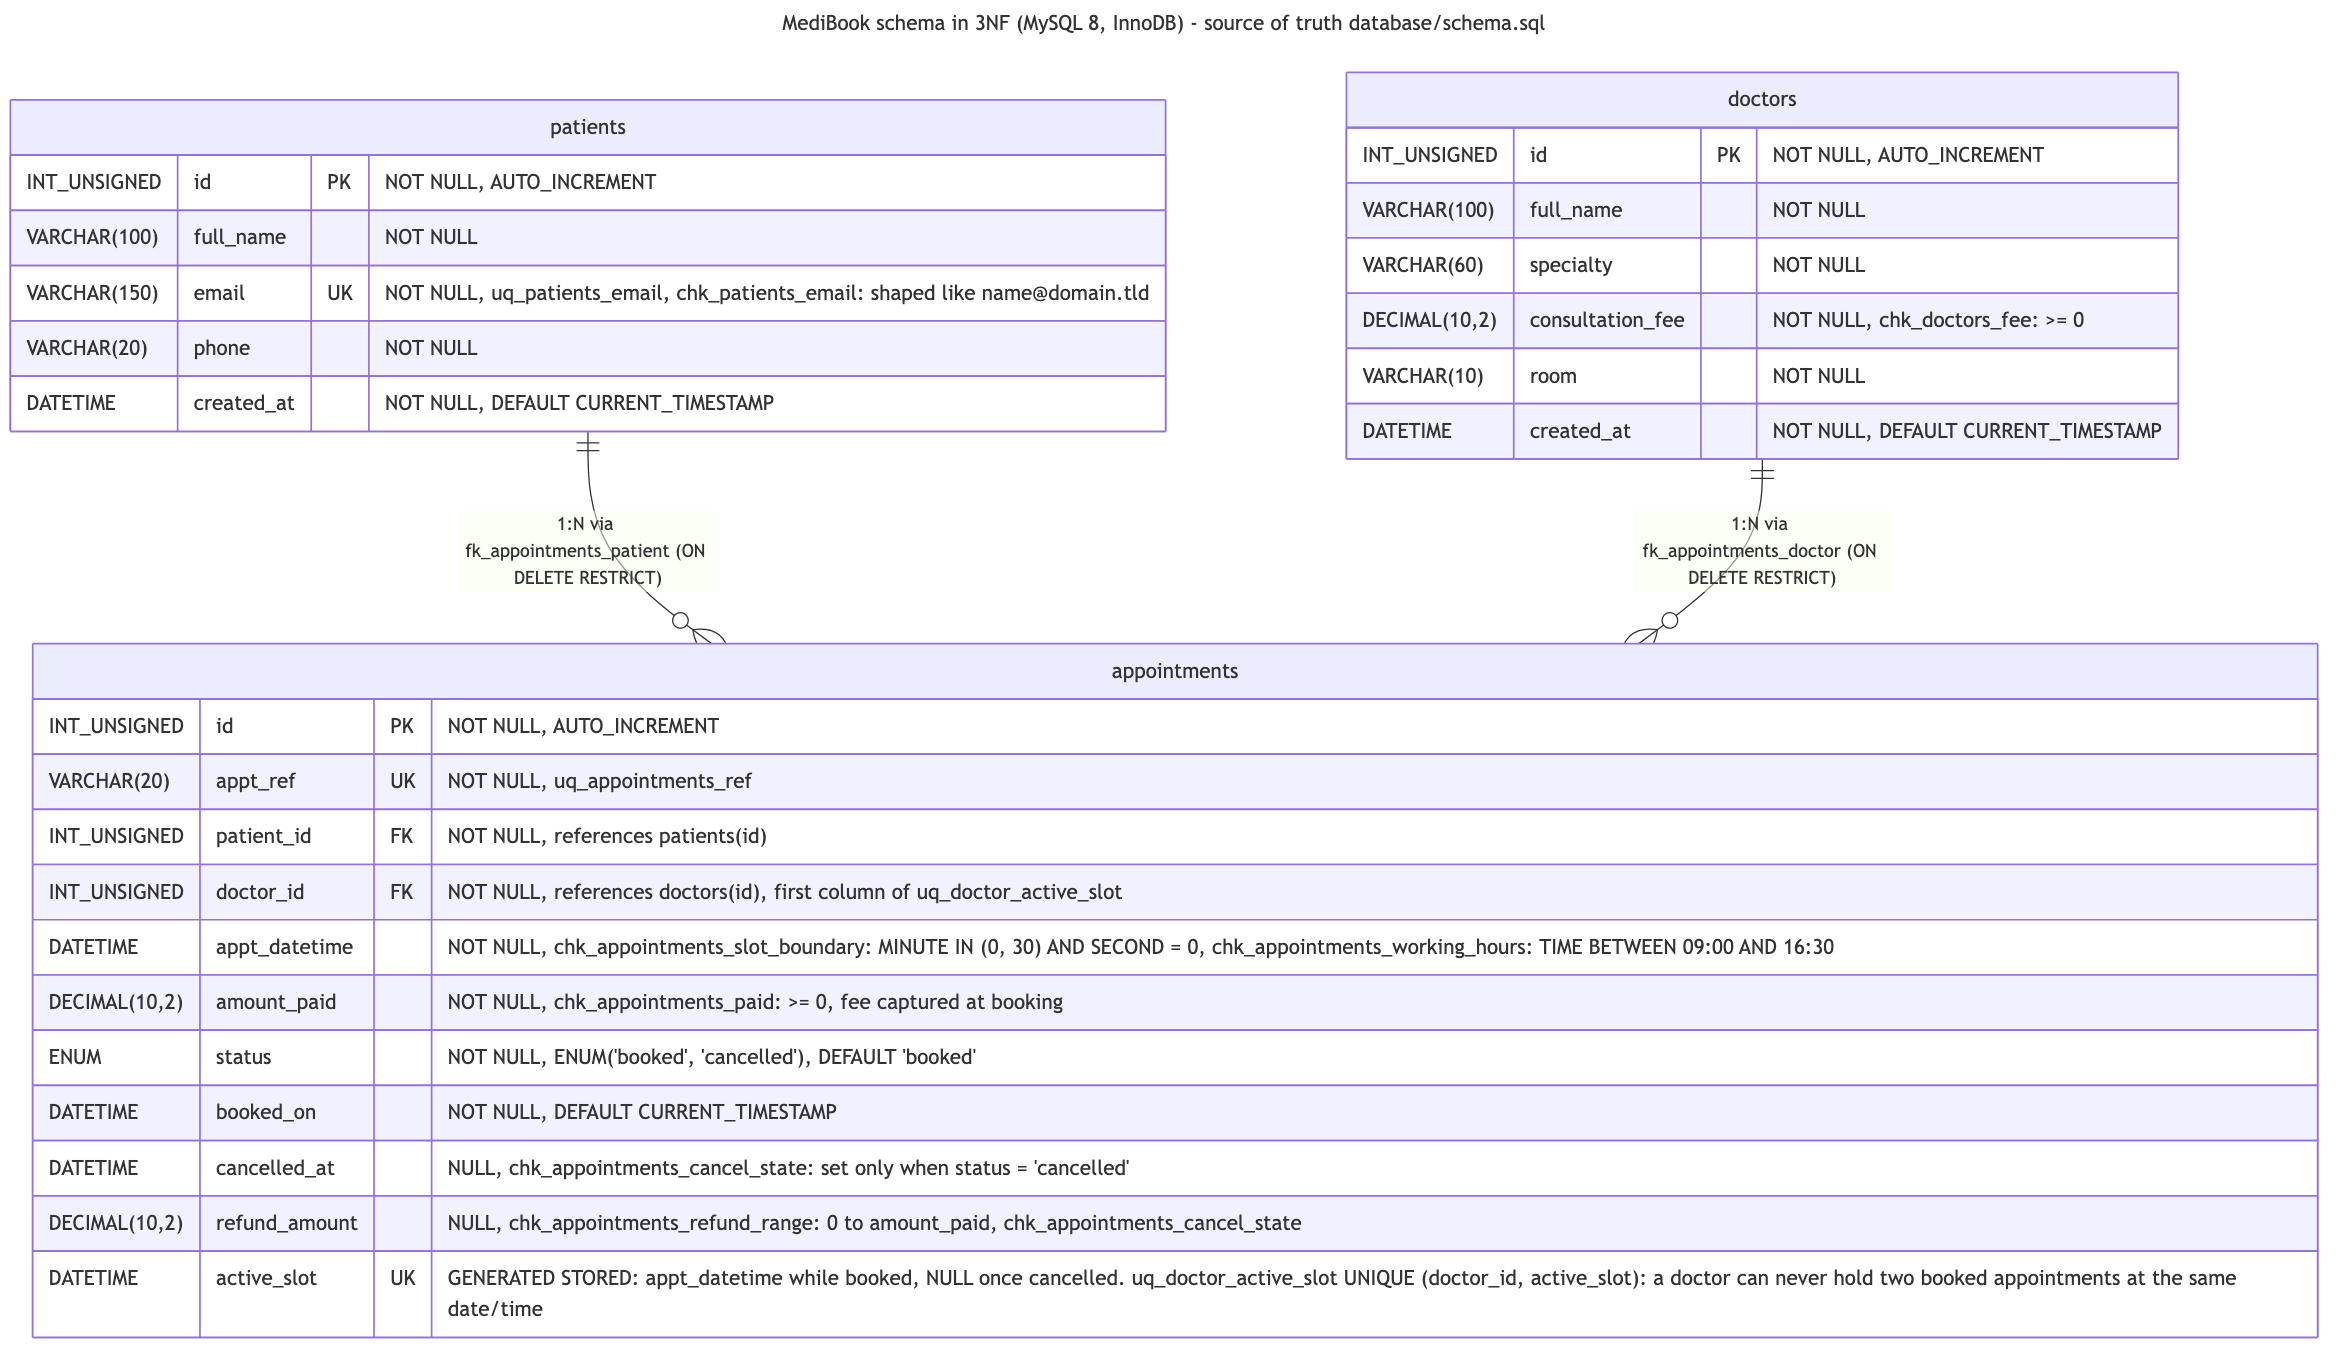 MediBook schema in 3NF (MySQL 8, InnoDB) - source of truth database/schema.sql
patients
INT_UNSIGNED id PK NOT NULL, AUTO_INCREMENT
VARCHAR(100) full_name NOT NULL
VARCHAR(150) email UK NOT NULL, uq_patients_email, chk_patients_email: shaped like name@domain.tld
VARCHAR(20) phone NOT NULL
DATETIME created_at NOT NULL, DEFAULT CURRENT_TIMESTAMP
doctors
INT_UNSIGNED id PK NOT NULL, AUTO_INCREMENT
VARCHAR(100) full_name NOT NULL
VARCHAR(60) specialty NOT NULL
DECIMAL(10,2) consultation_fee NOT NULL, chk_doctors_fee: >= 0
VARCHAR(10) room NOT NULL
DATETIME created_at NOT NULL, DEFAULT CURRENT_TIMESTAMP
1:N via
fk_appointments_patient (ON
DELETE RESTRICT)
1:N via
fk_appointments_doctor (ON
DELETE RESTRICT)
appointments
INT_UNSIGNED id PK NOT NULL, AUTO_INCREMENT
VARCHAR(20) appt_ref UK NOT NULL, uq_appointments_ref
INT_UNSIGNED patient_id FK NOT NULL, references patients(id)
INT_UNSIGNED doctor_id FK NOT NULL, references doctors(id), first column of uq_doctor_active_slot
DATETIME appt_datetime NOT NULL, chk_appointments_slot_boundary: MINUTE IN (0, 30) AND SECOND = 0, chk_appointments_working_hours: TIME BETWEEN 09:00 AND 16:30
DECIMAL(10,2) amount_paid NOT NULL, chk_appointments_paid: >= 0, fee captured at booking
ENUM status NOT NULL, ENUM('booked', 'cancelled'), DEFAULT 'booked'
DATETIME booked_on NOT NULL, DEFAULT CURRENT_TIMESTAMP
DATETIME cancelled_at NULL, chk_appointments_cancel_state: set only when status = 'cancelled'
DECIMAL(10,2) refund_amount NULL, chk_appointments_refund_range: 0 to amount_paid, chk_appointments_cancel_state
DATETIME active_slot UK GENERATED STORED: appt_datetime while booked, NULL once cancelled. uq_doctor_active_slot UNIQUE (doctor_id, active_slot): a doctor can never hold two booked appointments at the same
date/time